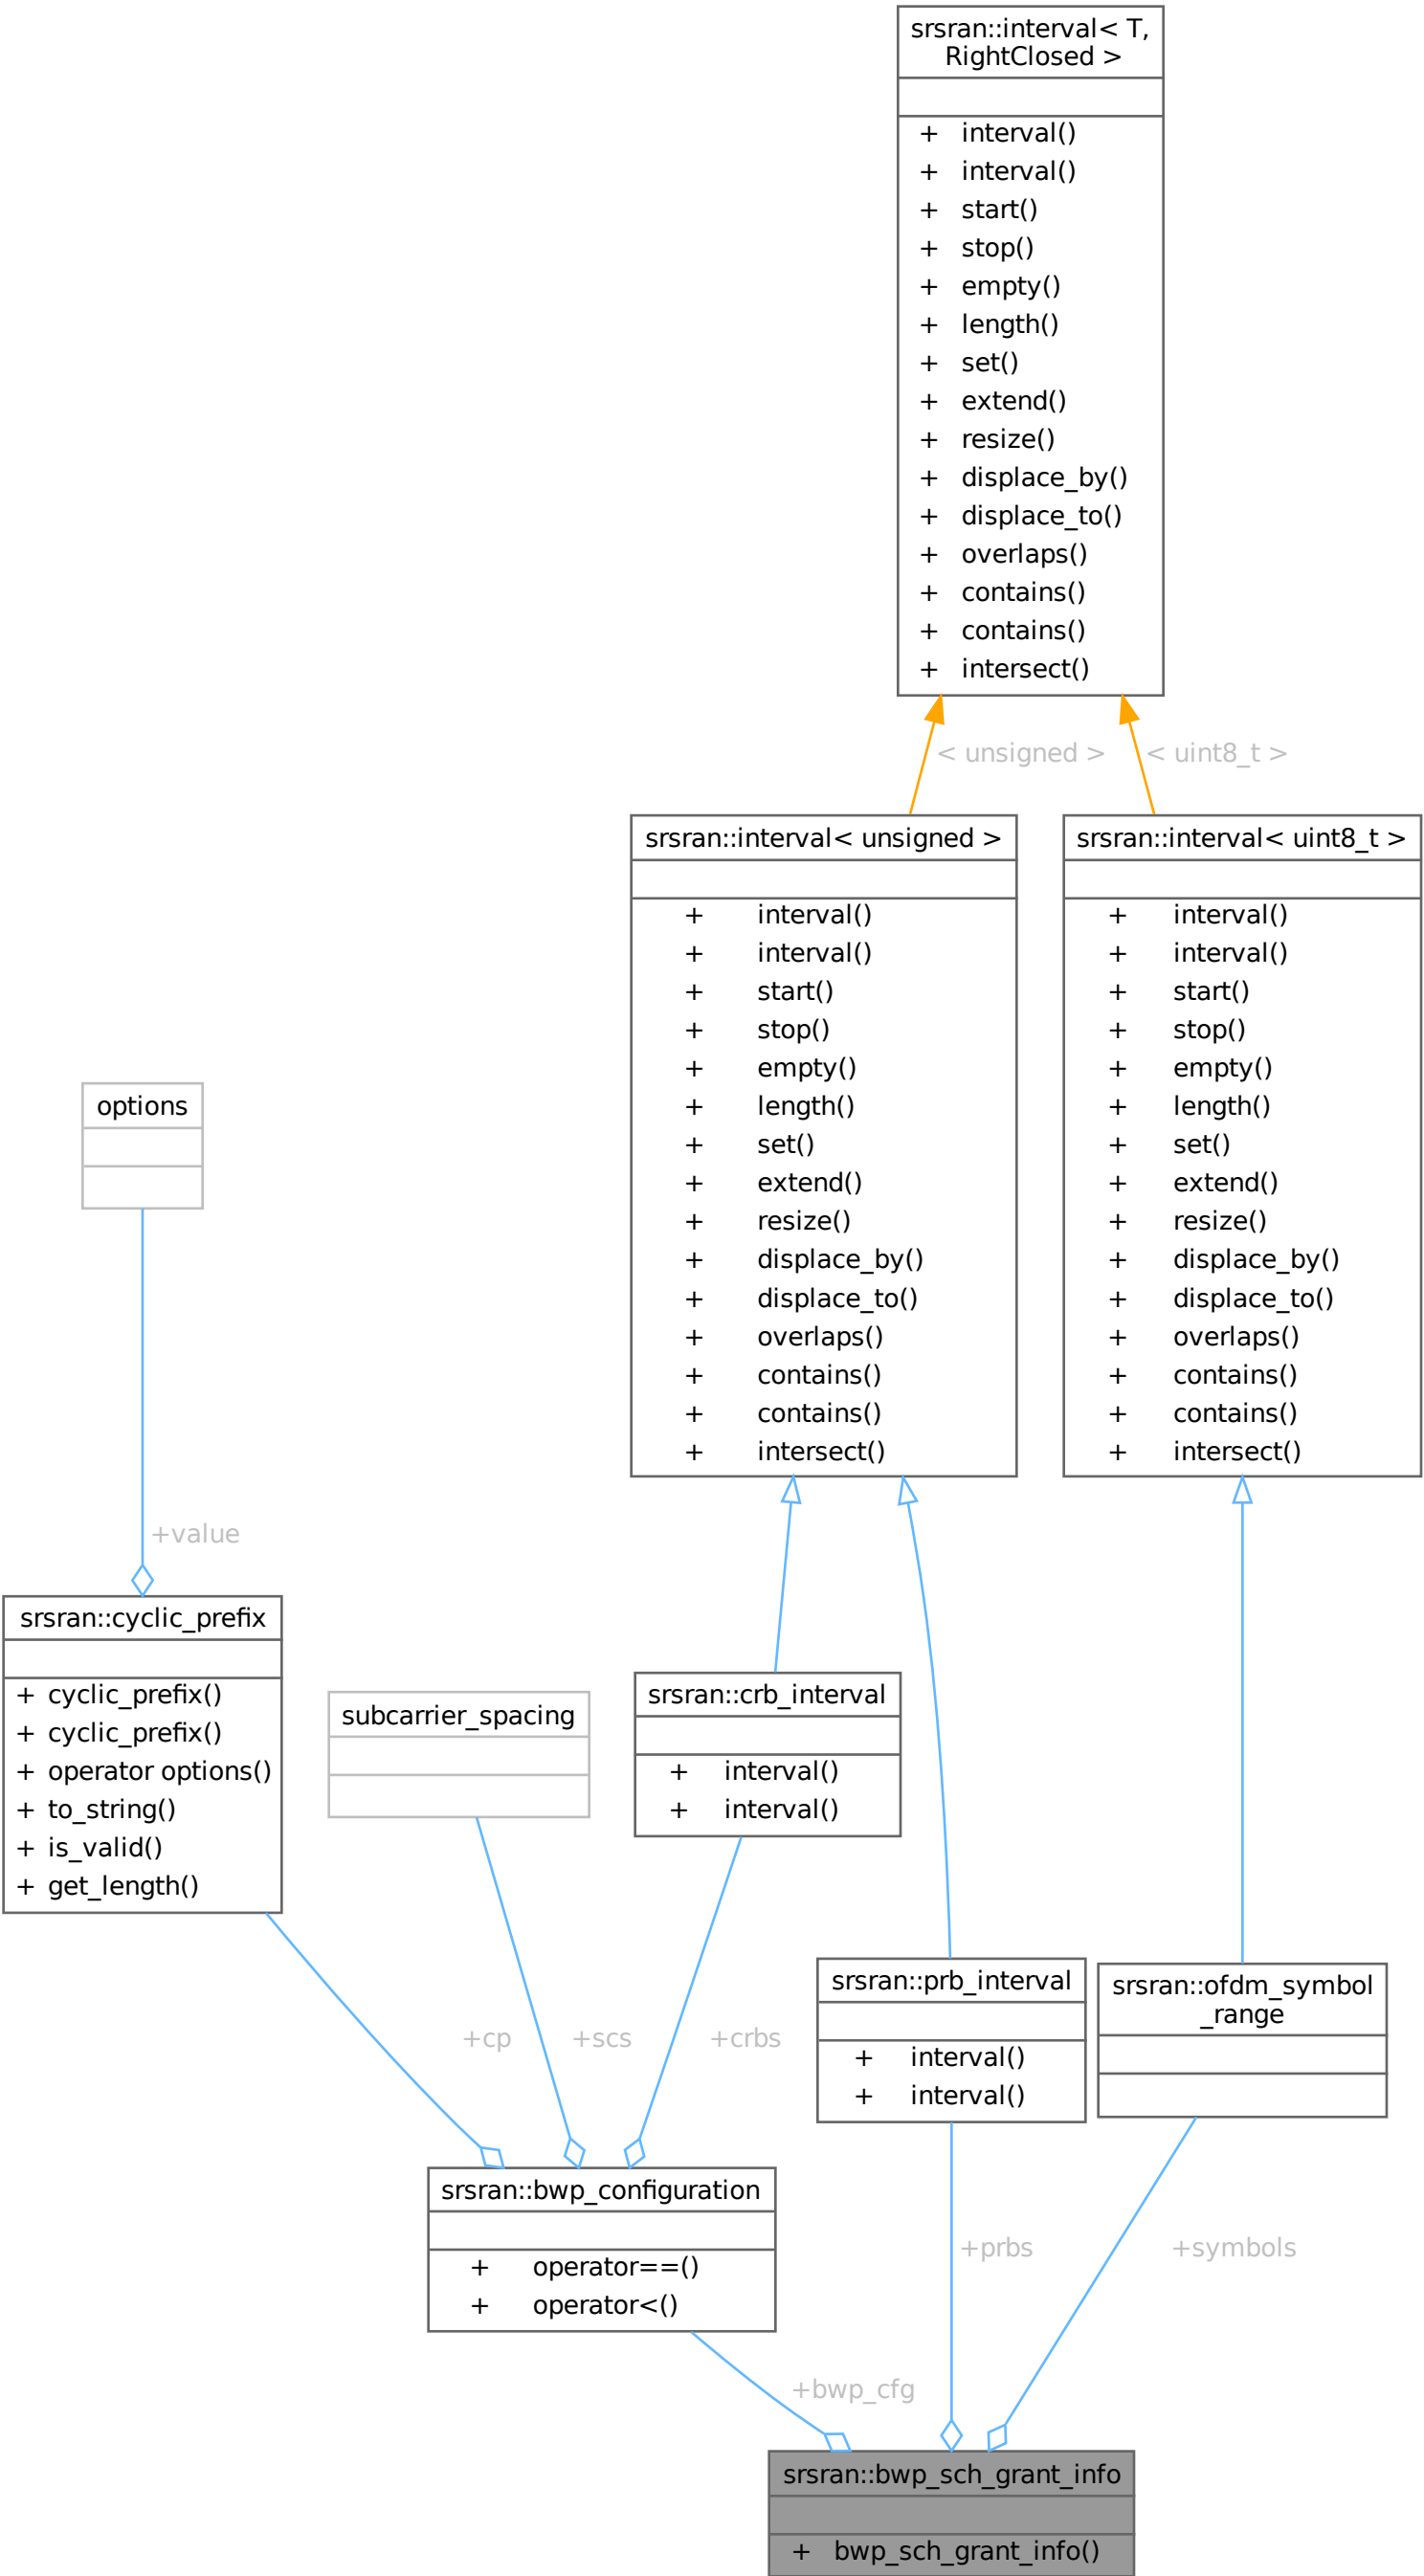 srsran::interval< T,
RightClosed >
+ interval()
+ interval()
+ start()
+ stop()
+ empty()
+ length()
+ set()
+ extend()
+ resize()
+ displace_by()
+ displace_to()
+ overlaps()
+ contains()
+ contains()
+ intersect()
< unsigned >
< uint8_t >
srsran::interval< unsigned >
+ interval()
+ interval()
+ start()
+ stop()
+ empty()
+ length()
+ set()
+ extend()
+ resize()
+ displace_by()
+ displace_to()
+ overlaps()
+ contains()
+ contains()
+ intersect()
srsran::interval< uint8_t >
+ interval()
+ interval()
+ start()
+ stop()
+ empty()
+ length()
+ set()
+ extend()
+ resize()
+ displace_by()
+ displace_to()
+ overlaps()
+ contains()
+ contains()
+ intersect()
options
+value
srsran::cyclic_prefix
+ cyclic_prefix()
+ cyclic_prefix()
+ operator options()
+ to_string()
+ is_valid()
+ get_length()
subcarrier_spacing
srsran::crb_interval
+ interval()
+ interval()
srsran::prb_interval
+ interval()
+ interval()
srsran::ofdm_symbol
_range
+cp
+scs
+crbs
srsran::bwp_configuration
+ operator==()
+ operator<()
+prbs
+symbols
+bwp_cfg
srsran::bwp_sch_grant_info
+ bwp_sch_grant_info()